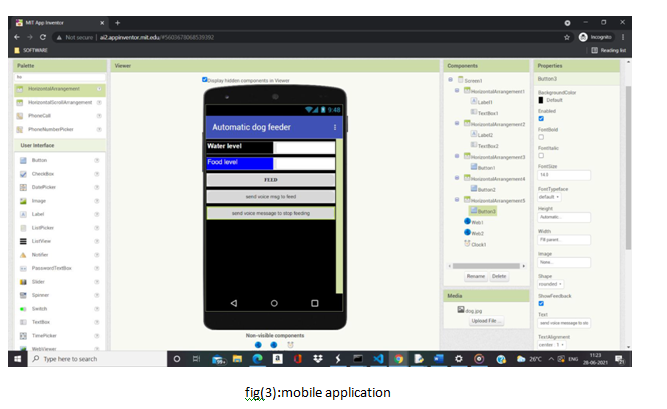 MIT App Inventor
Not secure | ai2.appinventor.mit.edu/#5603678068539392
Incognito
SOFTWARE
Reading list
Palette
Viewer
Components
Properties
ho
HorizontalArrangement
HorizontalScrollArrangement
PhoneCall
PhoneNumberPicker
User Interface
Button
CheckBox
DatePicker
Image
Label
ListPicker
ListView
Notifier
PasswordTextBox
Slider
Spinner
Switch
TextBox
TimePicker
WebViewer
Display hidden components in Viewer
9:48
Automatic dog feeder
Water level
Food level
FEED
send voice msg to feed
send voice message to stop feeding
Non-visible components
Screen1
HorizontalArrangement1
Label1
TextBox1
HorizontalArrangement2
Label2
TextBox2
HorizontalArrangement3
Button1
HorizontalArrangement4
Button2
HorizontalArrangement5
Button3
Web1
Web2
Clock1
Rename
Delete
Media
dog.jpg
Upload File ...
Button3
BackgroundColor
Default
Enabled
FontBold
FontItalic
FontSize
14.0
FontTypeface
default
Height
Automatic...
Width
Fill parent...
Image
None...
Shape
rounded
ShowFeedback
Text
send voice message to sto
TextAlignment
center : 1
Type here to search
99+
26°C
ENG
11:23
28-06-2021
fig(3):mobile application